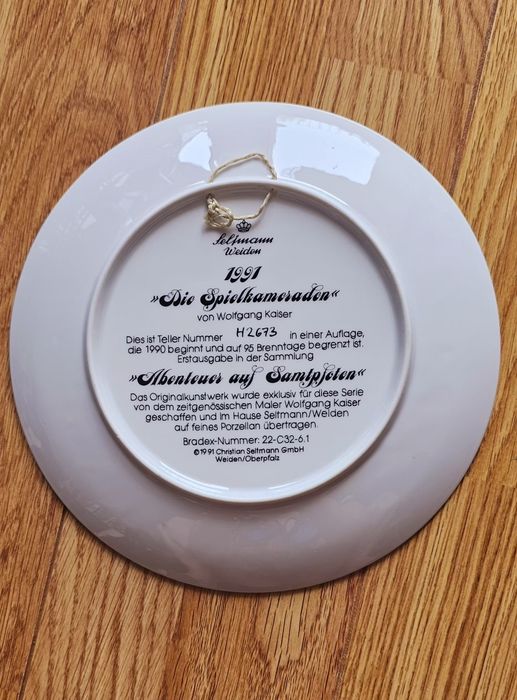 Seltmann
Weiden
1991
»Die Spielkameraden«
von Wolfgang Kaiser
Dies ist Teller Nummer H2673 in einer Auflage,
die 1990 beginnt und auf 95 Brenntage begrenzt ist.
Erstausgabe in der Sammlung
»Abenteuer auf Samtpfoten«
Das Originalkunstwerk wurde exklusiv für diese Serie
von dem zeitgenössischen Maler Wolfgang Kaiser
geschaffen und im Hause Seltmann/Weiden
auf feines Porzellan übertragen.
Bradex-Nummer: 22-C32-6.1
©1991 Christian Seltmann GmbH
Weiden/Oberpfalz